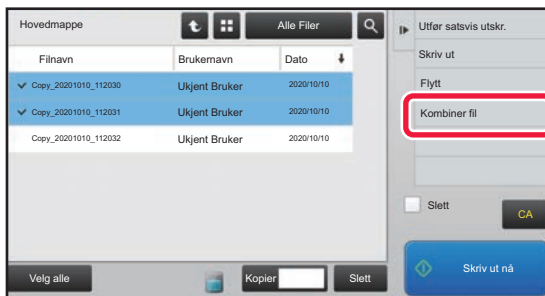 Hovedmappe
Alle Filer
Filnavn Brukernavn Dato
Copy_20201010_112030 Ukjent Bruker 2020/10/10
Copy_20201010_112031 Ukjent Bruker 2020/10/10
Copy_20201010_112032 Ukjent Bruker 2020/10/10
Velg alle Kopier Slett
Utfør satsvis utskr.
Skriv ut
Flytt
Kombiner fil
Slett
CA
Skriv ut nå